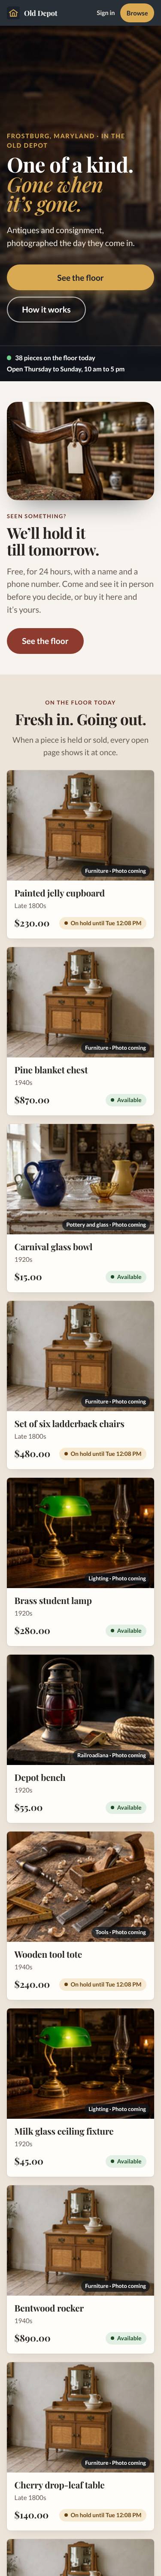 Old Depot
Sign in
Browse
FROSTBURG, MARYLAND · IN THE
OLD DEPOT
One of a kind.
Gone when
it's gone.
Antiques and consignment,
photographed the day they come in.
See the floor
How it works
38 pieces on the floor today
Open Thursday to Sunday, 10 am to 5 pm
SEEN SOMETHING?
We'll hold it
till tomorrow.
Free, for 24 hours, with a name and a
phone number. Come and see it in person
before you decide, or buy it here and
it's yours.
See the floor
ON THE FLOOR TODAY
Fresh in. Going out.
When a piece is held or sold, every open
page shows it at once.
Furniture · Photo coming
Painted jelly cupboard
Late 1800s
$230.00
On hold until Tue 12:08 PM
Furniture · Photo coming
Pine blanket chest
1940s
$870.00
Available
Pottery and glass · Photo coming
Carnival glass bowl
1920s
$15.00
Available
Furniture · Photo coming
Set of six ladderback chairs
Late 1800s
$480.00
On hold until Tue 12:08 PM
Lighting · Photo coming
Brass student lamp
1920s
$280.00
Available
Railroadiana · Photo coming
Depot bench
1920s
$55.00
Available
Tools · Photo coming
Wooden tool tote
1940s
$240.00
On hold until Tue 12:08 PM
Lighting · Photo coming
Milk glass ceiling fixture
1920s
$45.00
Available
Furniture · Photo coming
Bentwood rocker
1940s
$890.00
Available
Furniture · Photo coming
Cherry drop-leaf table
Late 1800s
$140.00
On hold until Tue 12:08 PM